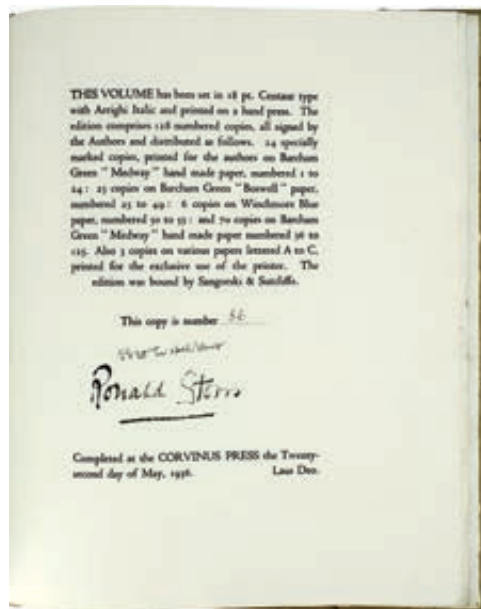 THIS VOLUME has been set in 18 pt. Centaur type
with Arrighi Italic and printed on a hand press. The
edition comprises 128 numbered copies, all signed by
the Authors and distributed as follows. 24 specially
marked copies, printed for the authors on Barcham
Green "Medway" hand made paper, numbered 1 to
24: 25 copies on Barcham Green "Boswell" paper,
numbered 25 to 49: 6 copies on Winchmore Blue
paper, numbered 50 to 55: and 70 copies on Barcham
Green "Medway" hand made paper numbered 56 to
125. Also 3 copies on various papers lettered A to C,
printed for the exclusive use of the printer. The
edition was bound by Sangorski & Sutcliffe.
This copy is number
Ronald Storrs
Completed at the CORVINUS PRESS the Twenty-
second day of May, 1936. Laus Deo.